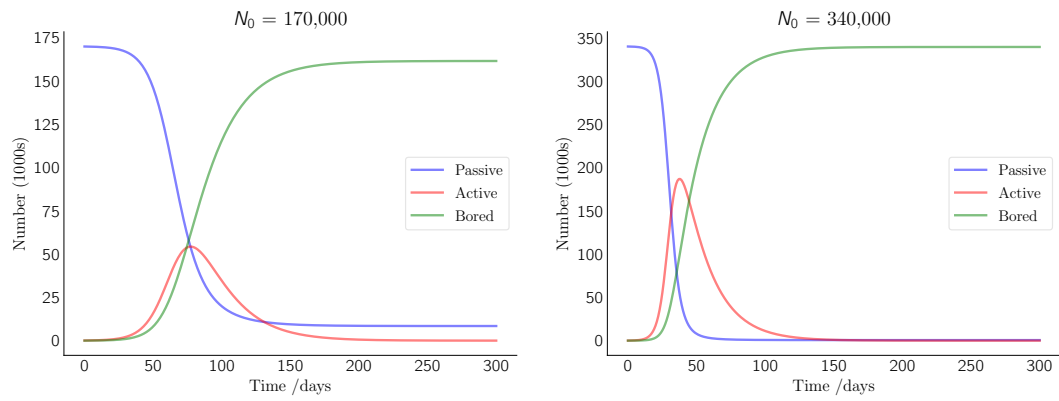 N₀ = 170,000
175
150
125
100
75
50
25
0
Number (1000s)
Passive
Active
Bored
0 50 100 150 200 250 300
Time /days
N₀ = 340,000
350
300
250
200
150
100
50
0
Number (1000s)
Passive
Active
Bored
0 50 100 150 200 250 300
Time /days